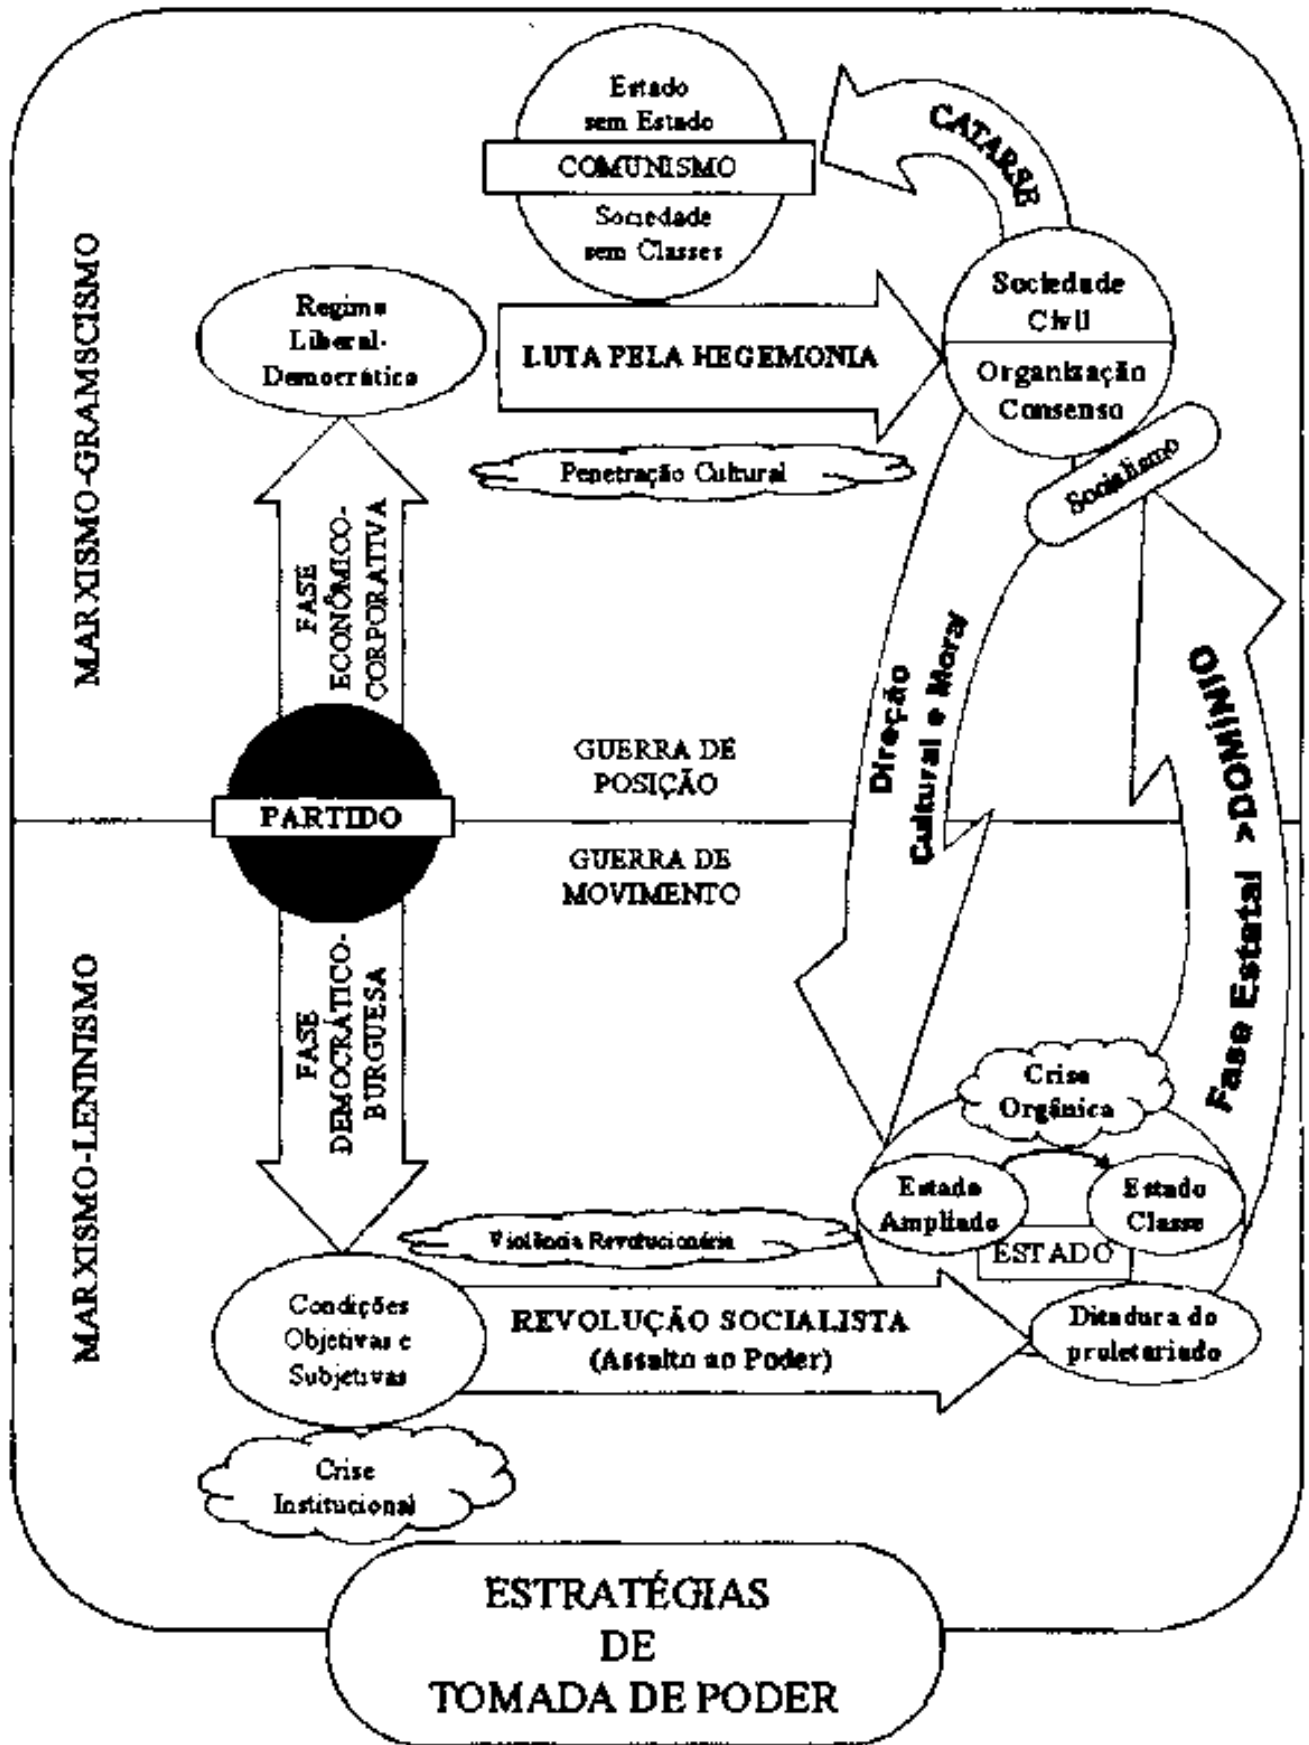 Estado
sem Estado
COMUNISMO
Sociedade
sem Classes
CATARSE
MARXISMO-GRAMSCISMO
Regime
Liberal-
Democrático
LUTA PELA HEGEMONIA
Penetração Cultural
Sociedade
Civil
Organização
Consenso
Socialismo
FASE
ECONÔMICO-
CORPORATIVA
Direção
Cultural e Moral
Fase Estatal >DOMÍNIO
GUERRA DE
POSIÇÃO
PARTIDO
GUERRA DE
MOVIMENTO
MARXISMO-LENINISMO
FASE
DEMOCRÁTICO-
BURGUESA
Crise
Orgânica
Estado
Ampliado
Estado
Classe
ESTADO
Violência Revolucionária
Condições
Objetivas e
Subjetivas
REVOLUÇÃO SOCIALISTA
(Assalto ao Poder)
Ditadura do
proletariado
Crise
Institucional
ESTRATÉGIAS
DE
TOMADA DE PODER